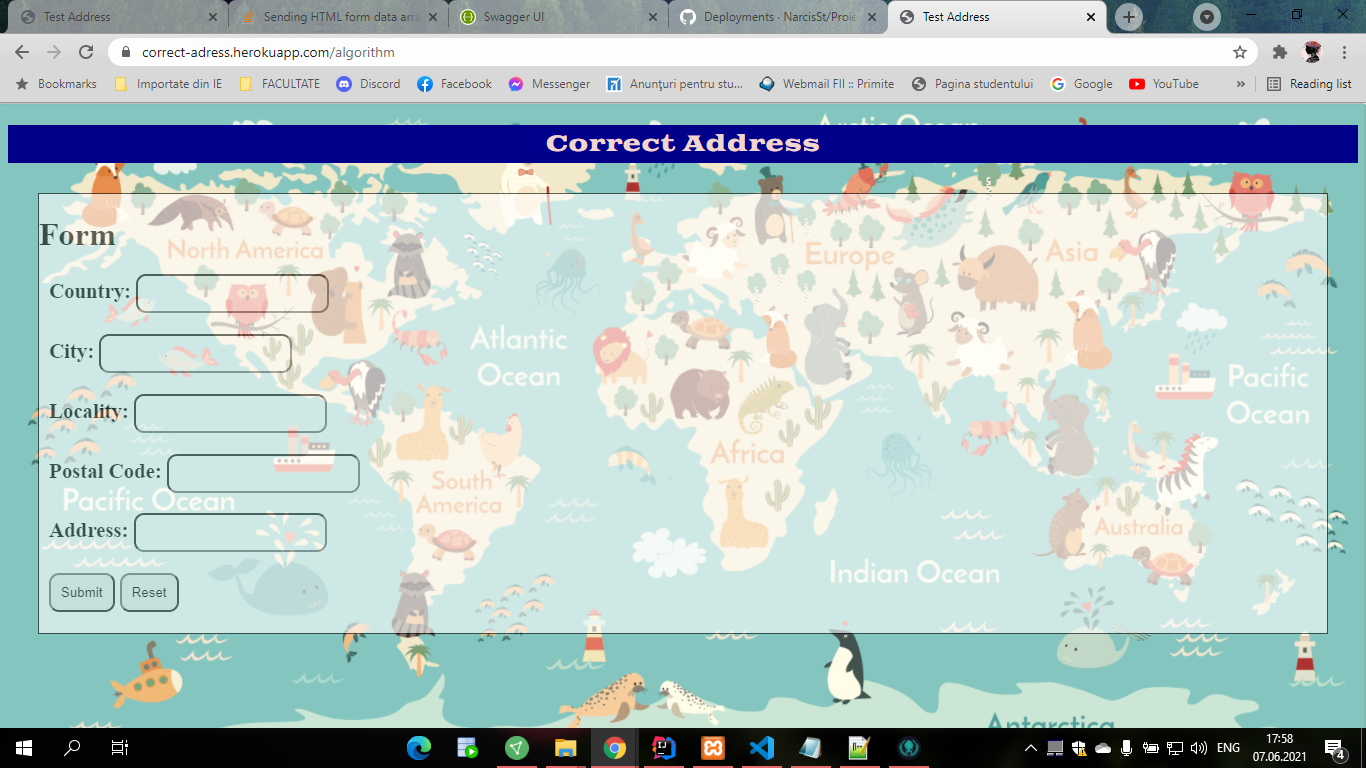 Test Address
Sending HTML form data arra
Swagger UI
Deployments · NarcisSt/Proie
Test Address
correct-adress.herokuapp.com/algorithm
Bookmarks
Importate din IE
FACULTATE
Discord
Facebook
Messenger
Anunțuri pentru stu...
Webmail FII :: Primite
Pagina studentului
Google
YouTube
»
Reading list
Arctic Ocean
Correct Address
Form
North America
Europe
Asia
Country:
City:
Atlantic
Ocean
Pacific
Ocean
Locality:
Africa
Postal Code:
South
America
Pacific Ocean
Address:
Australia
Indian Ocean
Submit
Reset
Antarctica
ENG
17:58
07.06.2021
4